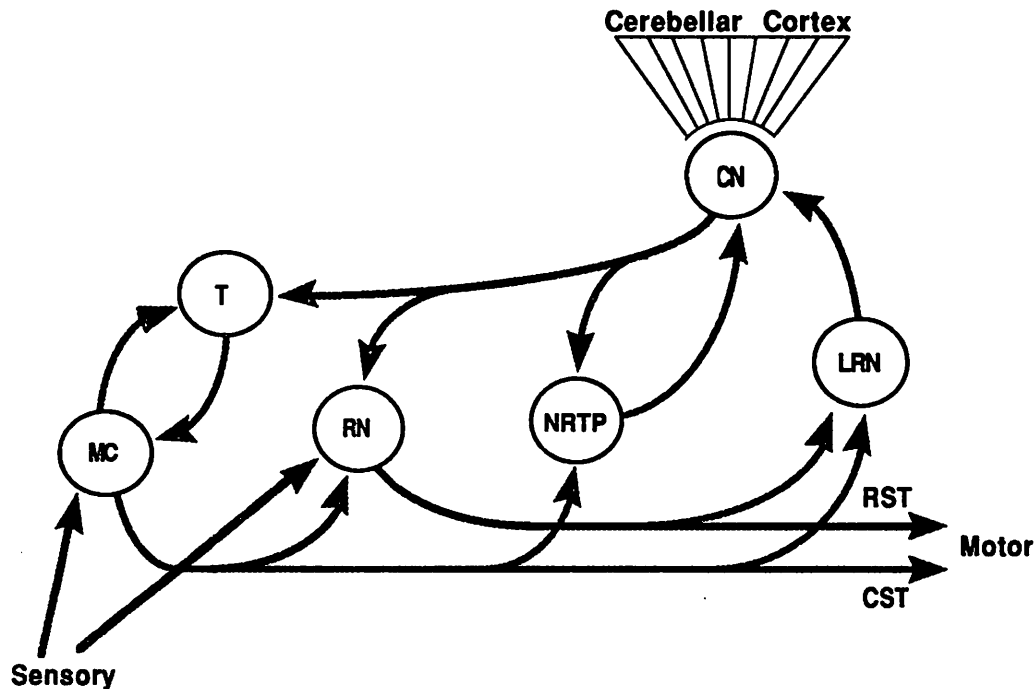 Cerebellar Cortex
CN
T
LRN
NRTP
RN
MC
RST
Motor
CST
Sensory